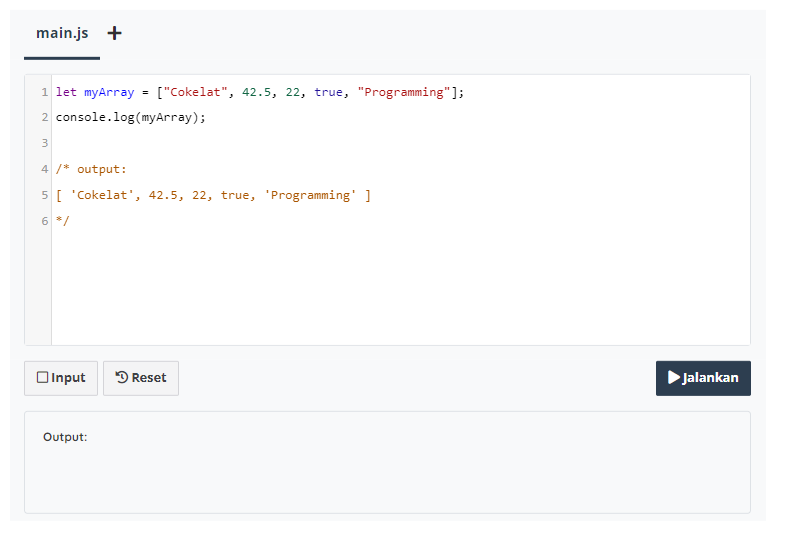 main.js +
1 let myArray = ["Cokelat", 42.5, 22, true, "Programming"];
2 console.log(myArray);
3
4 /* output:
5 [ 'Cokelat', 42.5, 22, true, 'Programming' ]
6 */
Input Reset Jalankan
Output: